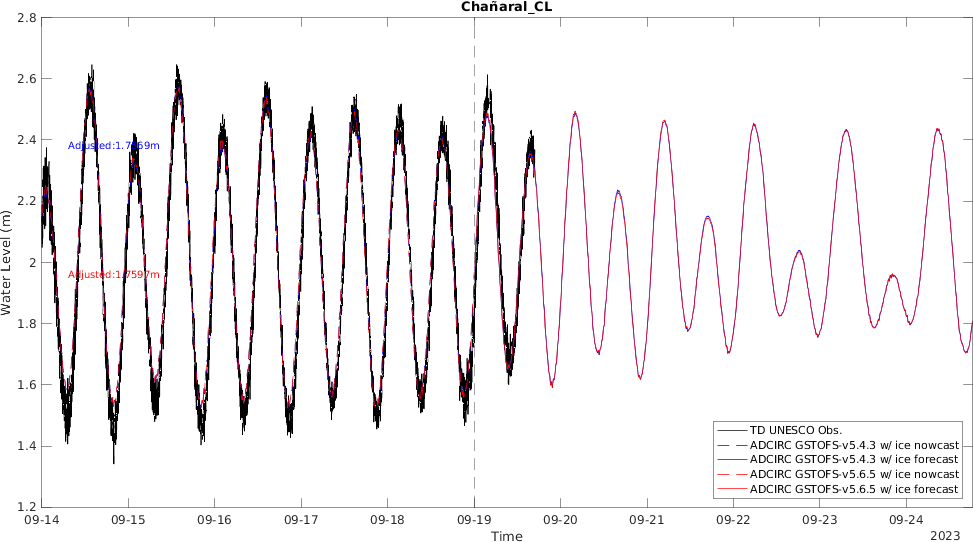 Chañaral_CL
Water Level (m)
2.8
2.6
2.4
2.2
2
1.8
1.6
1.4
1.2
Adjusted:1.7597m
09-14
09-15
09-16
09-17
09-18
09-19
09-20
09-21
09-22
09-23
09-24
Time
2023
TD UNESCO Obs.
ADCIRC GSTOFS-v5.4.3 w/ ice nowcast
ADCIRC GSTOFS-v5.4.3 w/ ice forecast
ADCIRC GSTOFS-v5.6.5 w/ ice nowcast
ADCIRC GSTOFS-v5.6.5 w/ ice forecast